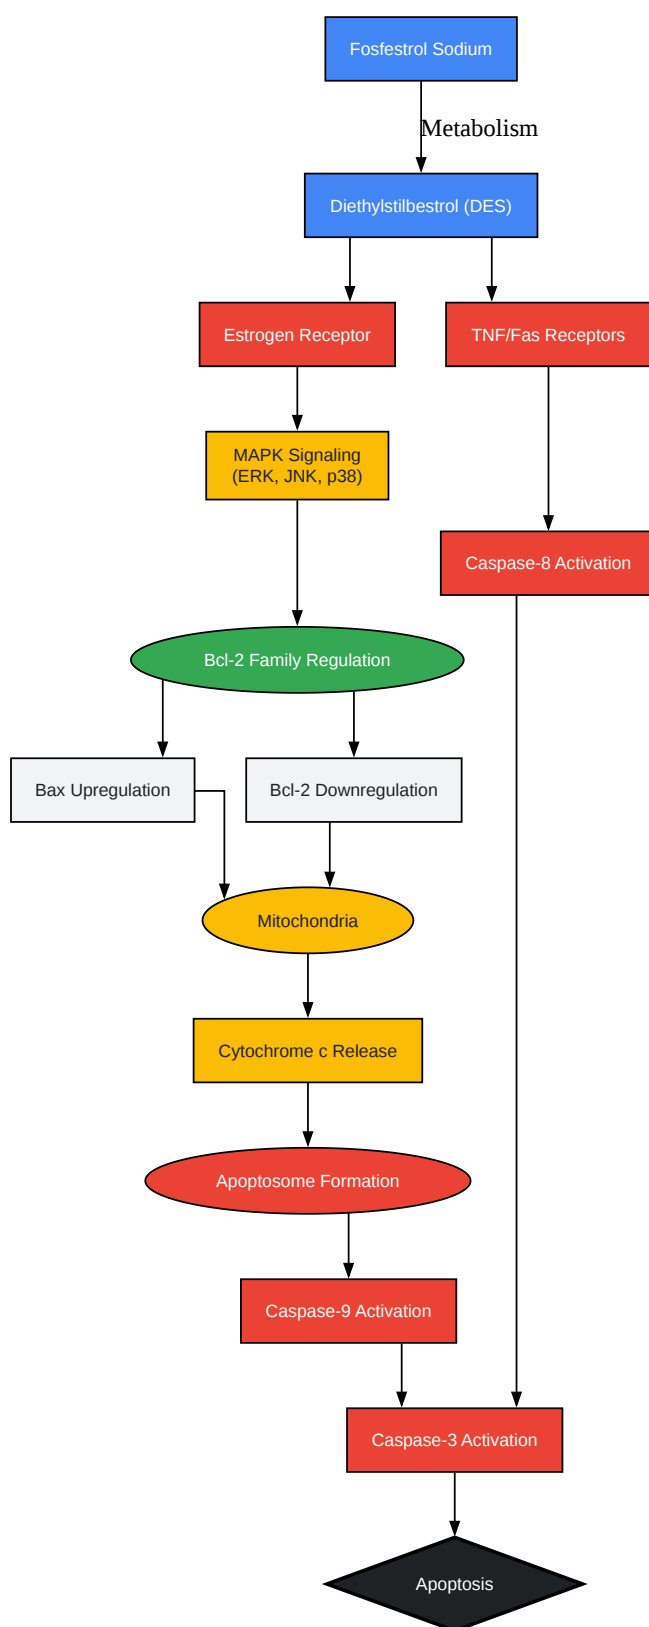 Fosfestrol Sodium
Metabolism
Diethylstilbestrol (DES)
Estrogen Receptor
TNF/Fas Receptors
MAPK Signaling
(ERK, JNK, p38)
Caspase-8 Activation
Bcl-2 Family Regulation
Bax Upregulation
Bcl-2 Downregulation
Mitochondria
Cytochrome c Release
Apoptosome Formation
Caspase-9 Activation
Caspase-3 Activation
Apoptosis